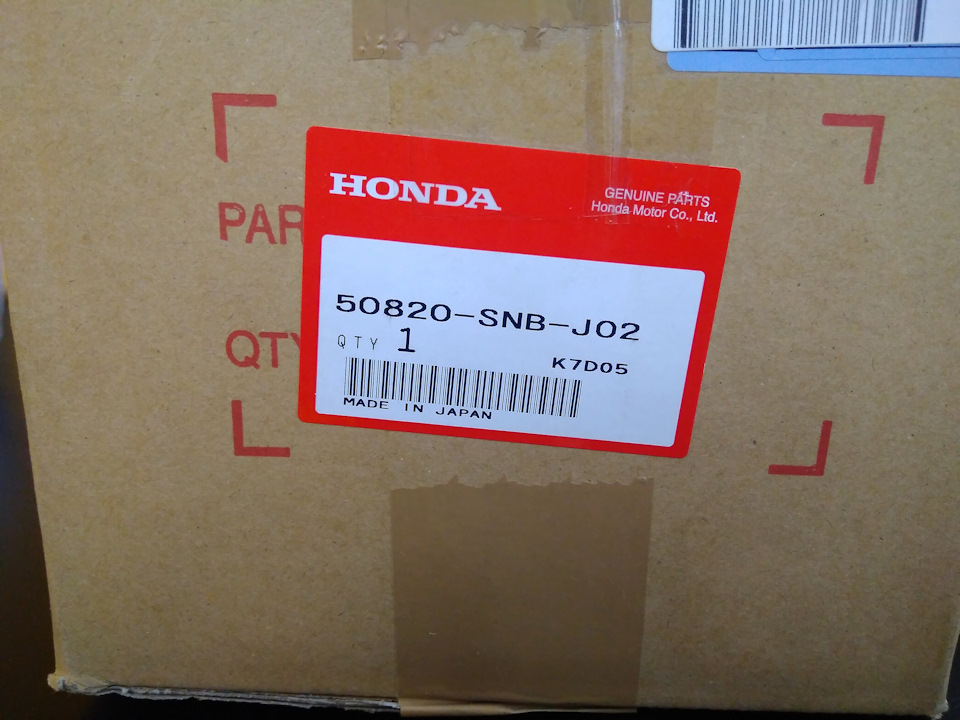 HONDA
GENUINE PARTS
Honda Motor Co., Ltd.
PAR
50820-SNB-J02
QTY 1
QTY
K7D05
MADE IN JAPAN